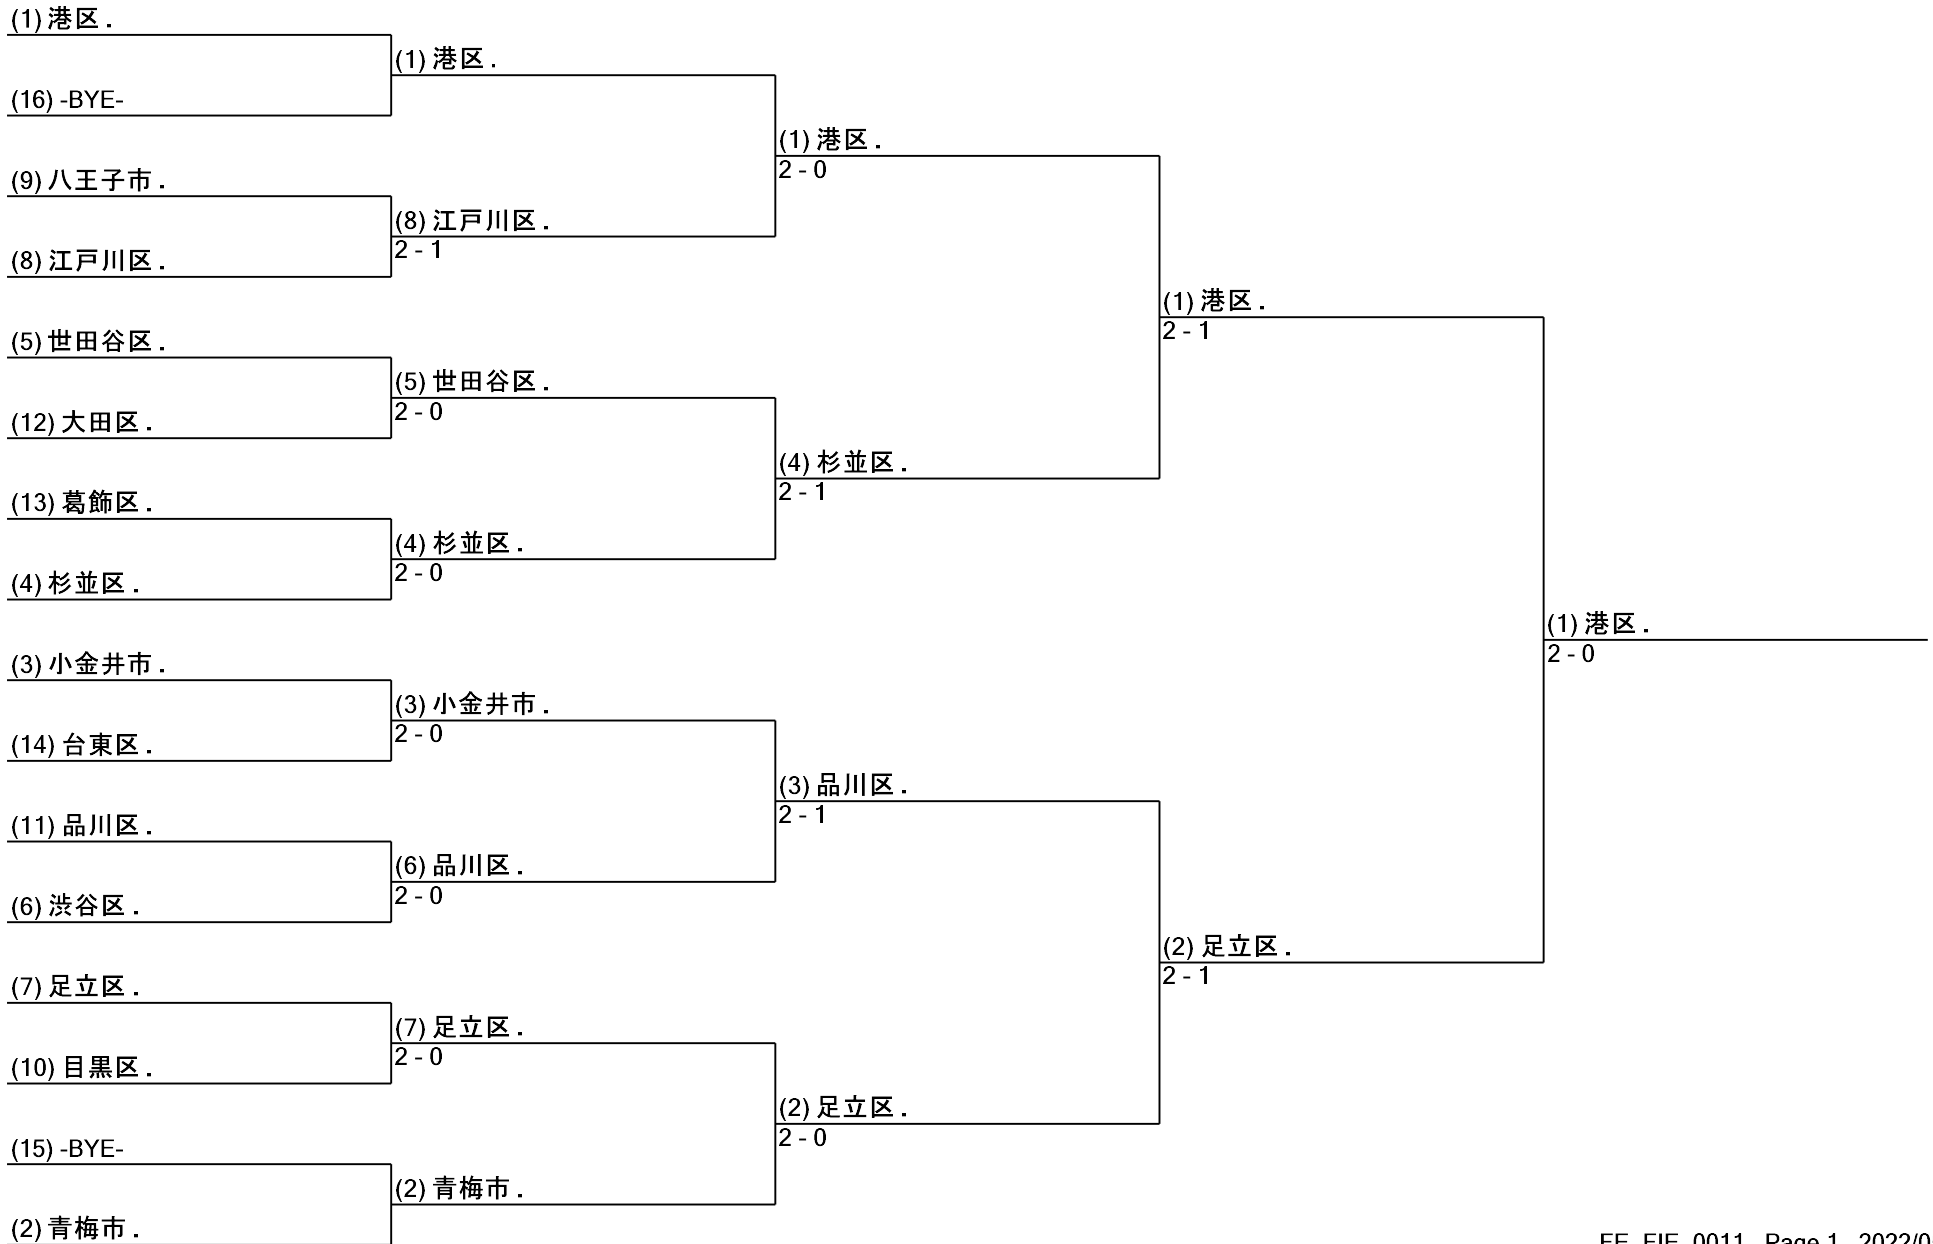 (1) 港区 .
(16) -BYE-
(9) 八王子市 .
(8) 江戸川区 .
(5) 世田谷区 .
(12) 大田区 .
(13) 葛飾区 .
(4) 杉並区 .
(3) 小金井市 .
(14) 台東区 .
(11) 品川区 .
(6) 渋谷区 .
(7) 足立区 .
(10) 目黒区 .
(15) -BYE-
(2) 青梅市 .
(1) 港区 .
(8) 江戸川区 .
2 - 1
(5) 世田谷区 .
2 - 0
(4) 杉並区 .
2 - 0
(3) 小金井市 .
2 - 0
(6) 品川区 .
2 - 0
(7) 足立区 .
2 - 0
(2) 青梅市 .
(1) 港区 .
2 - 0
(4) 杉並区 .
2 - 1
(3) 品川区 .
2 - 1
(2) 足立区 .
2 - 0
(1) 港区 .
2 - 1
(2) 足立区 .
2 - 1
(1) 港区 .
2 - 0
Page 1